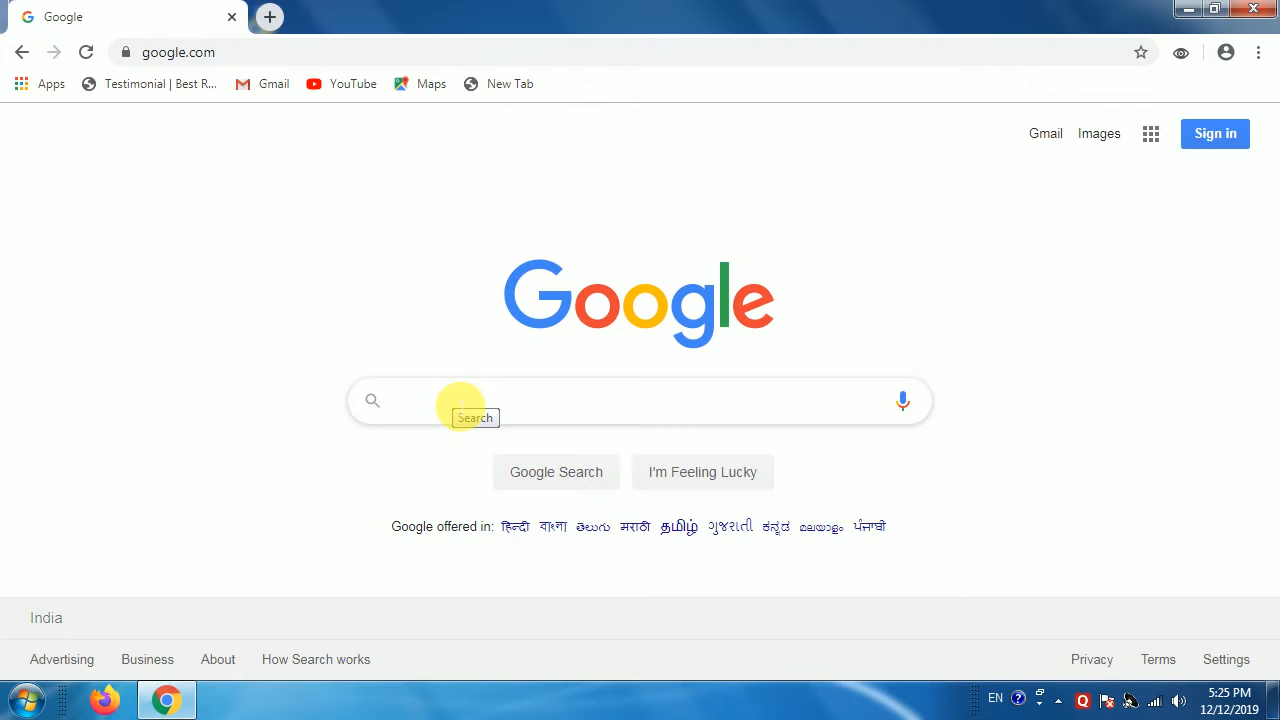 Google
google.com
Apps Testimonial | Best R... Gmail YouTube Maps New Tab
Gmail Images Sign in
Google
Search
Google Search I'm Feeling Lucky
Google offered in: हिन्दी বাংলা తెలుగు मराठी தமிழ் ગુજરાતી ಕನ್ನಡ മലയാളം ਪੰਜਾਬੀ
India
Advertising Business About How Search works Privacy Terms Settings
EN ? Q 5:25 PM
12/12/2019